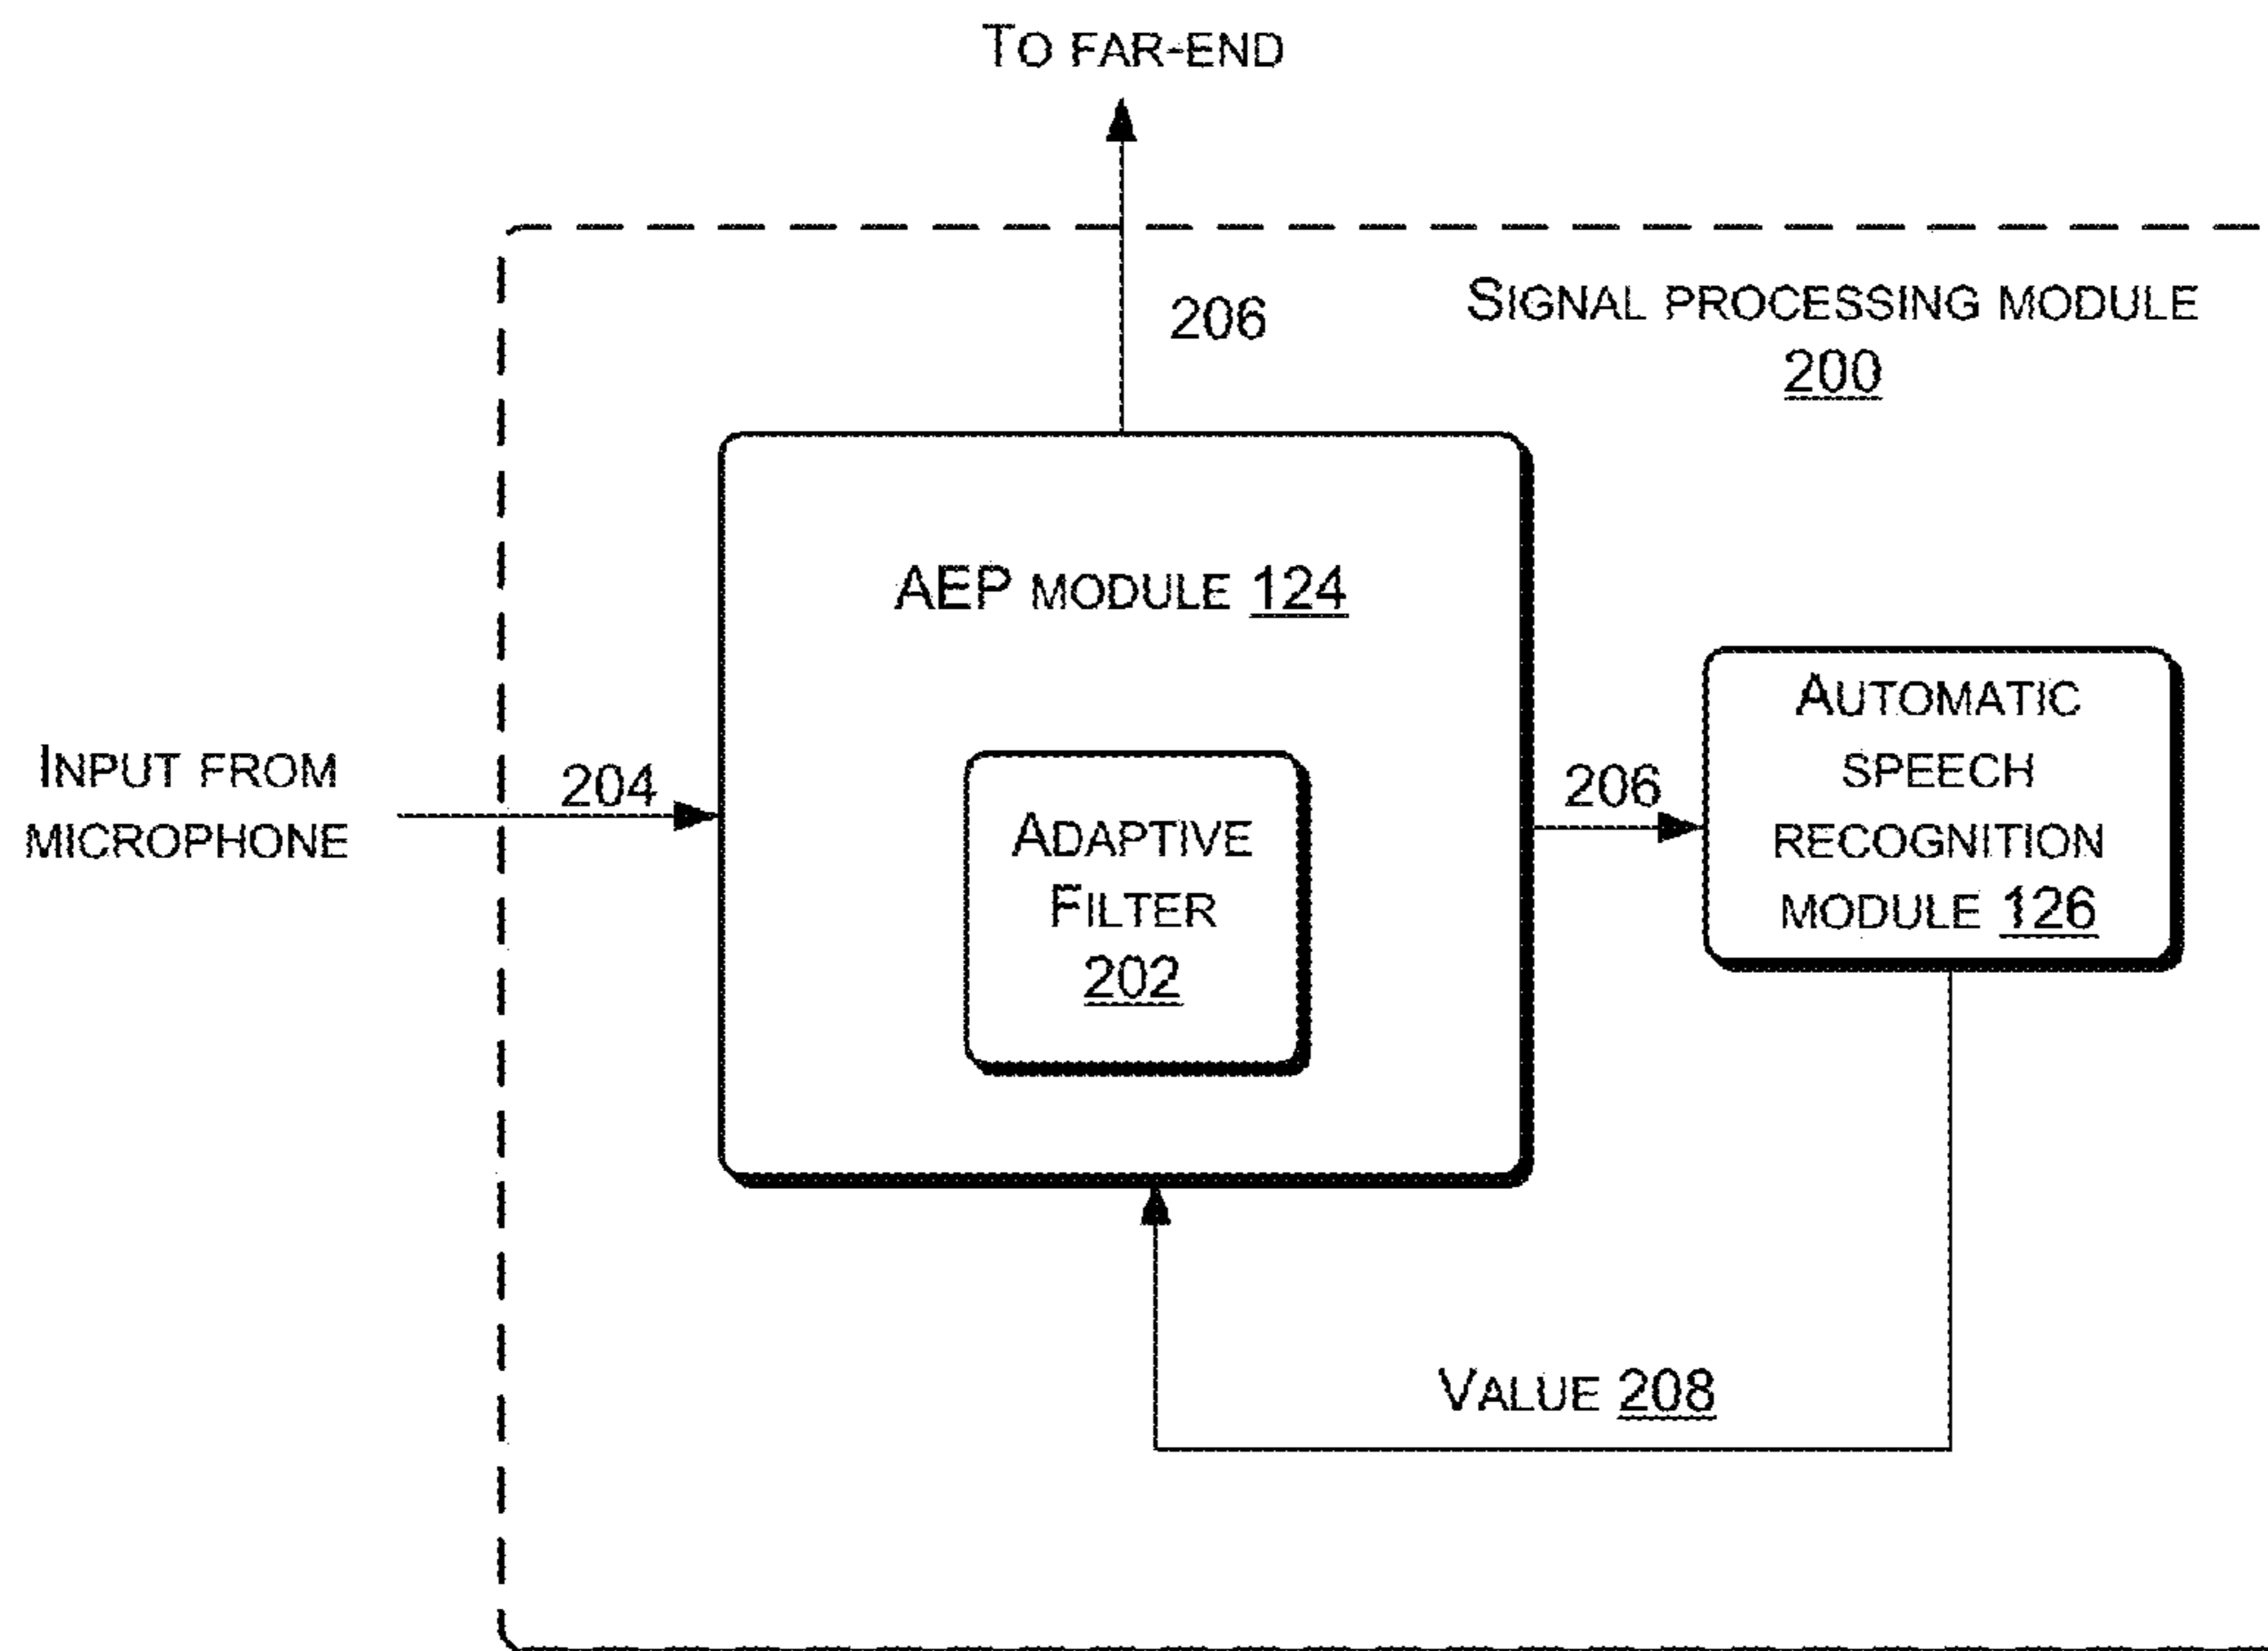 TO FAR-END
206
SIGNAL PROCESSING MODULE
200
AEP MODULE 124
INPUT FROM
MICROPHONE
204
ADAPTIVE
FILTER
202
206
AUTOMATIC
SPEECH
RECOGNITION
MODULE 126
VALUE 208